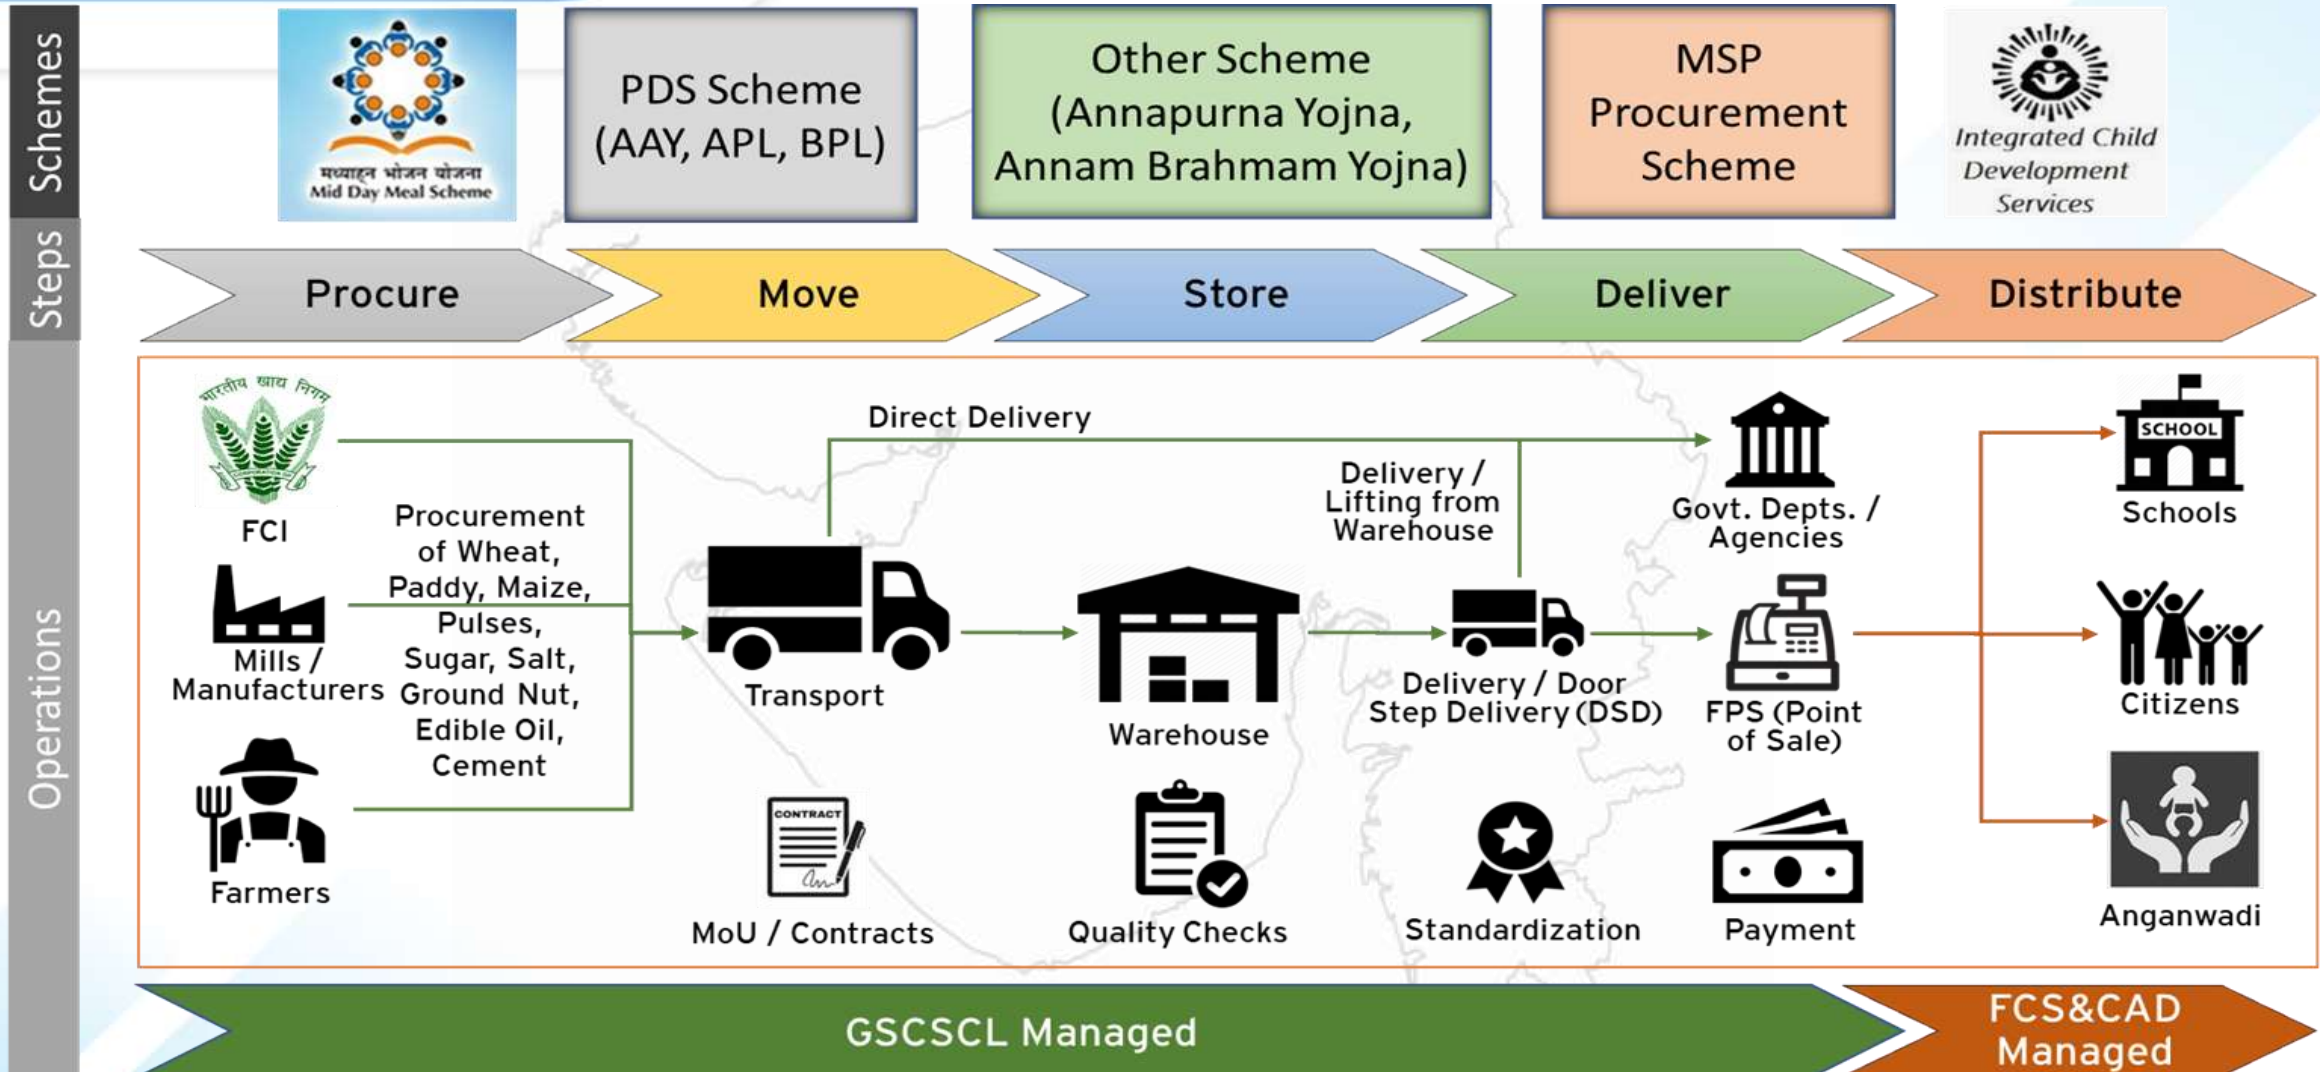 Schemes
मध्याहन भोजन योजना
Mid Day Meal Scheme
PDS Scheme
(AAY, APL, BPL)
Other Scheme
(Annapurna Yojna,
Annam Brahmam Yojna)
MSP
Procurement
Scheme
Integrated Child
Development
Services
Steps
Procure
Move
Store
Deliver
Distribute
Operations
भारतीय खाद्य निगम
FCI
Mills /
Manufacturers
Farmers
Procurement
of Wheat,
Paddy, Maize,
Pulses,
Sugar, Salt,
Ground Nut,
Edible Oil,
Cement
Direct Delivery
Transport
Warehouse
Delivery /
Lifting from
Warehouse
Delivery / Door
Step Delivery (DSD)
Govt. Depts. /
Agencies
FPS (Point
of Sale)
SCHOOL
Schools
Citizens
Anganwadi
CONTRACT
MoU / Contracts
Quality Checks
Standardization
Payment
GSCSCL Managed
FCS&CAD
Managed